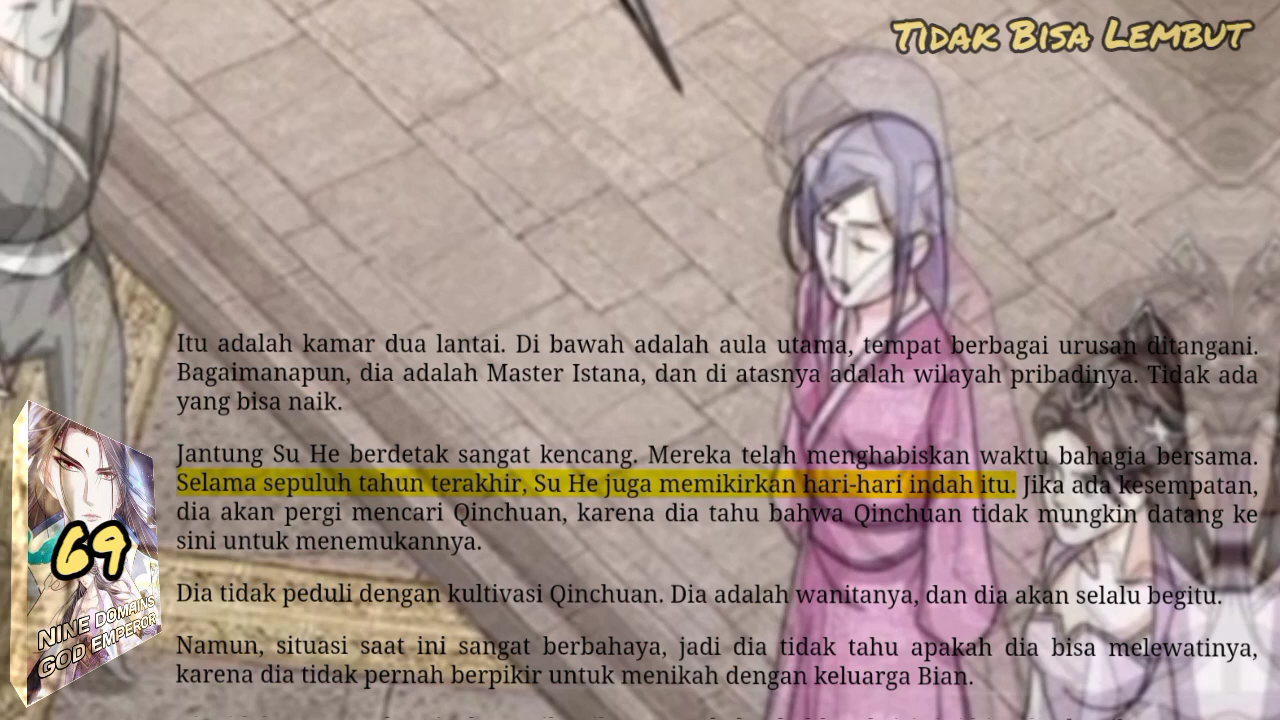 TIDAK BISA LEMBUT
Itu adalah kamar dua lantai. Di bawah adalah aula utama, tempat berbagai urusan ditangani.
Bagaimanapun, dia adalah Master Istana, dan di atasnya adalah wilayah pribadinya. Tidak ada
yang bisa naik.
Jantung Su He berdetak sangat kencang. Mereka telah menghabiskan waktu bahagia bersama.
Selama sepuluh tahun terakhir, Su He juga memikirkan hari-hari indah itu. Jika ada kesempatan,
dia akan pergi mencari Qinchuan, karena dia tahu bahwa Qinchuan tidak mungkin datang ke
sini untuk menemukannya.
Dia tidak peduli dengan kultivasi Qinchuan. Dia adalah wanitanya, dan dia akan selalu begitu.
Namun, situasi saat ini sangat berbahaya, jadi dia tidak tahu apakah dia bisa melewatinya,
karena dia tidak pernah berpikir untuk menikah dengan keluarga Bian.
69
NINE DOMAINS
GOD EMPEROR